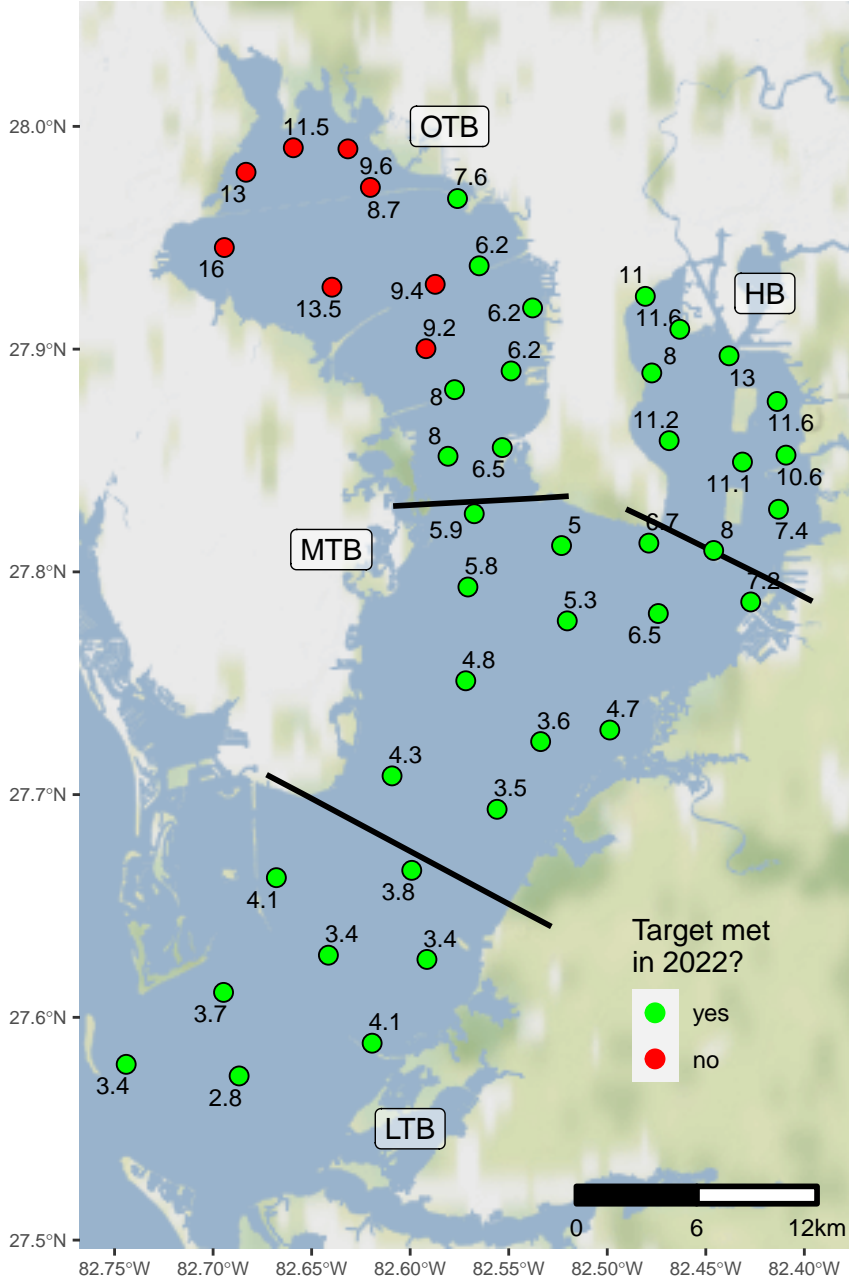 28.0°N
27.9°N
27.8°N
27.7°N
27.6°N
27.5°N
OTB
11.5
9.6
13
8.7
7.6
16
6.2
13.5
9.4
6.2
9.2
6.2
8
8
6.5
HB
11
11.6
8
13
11.6
11.2
11.1
10.6
7.4
MTB
5.9
5
6.7
8
5.8
7.2
5.3
6.5
4.8
3.6
4.7
4.3
3.5
3.8
4.1
3.4
3.4
3.7
4.1
3.4
2.8
LTB
Target met
in 2022?
yes
no
0 6 12km
82.75°W 82.70°W 82.65°W 82.60°W 82.55°W 82.50°W 82.45°W 82.40°W